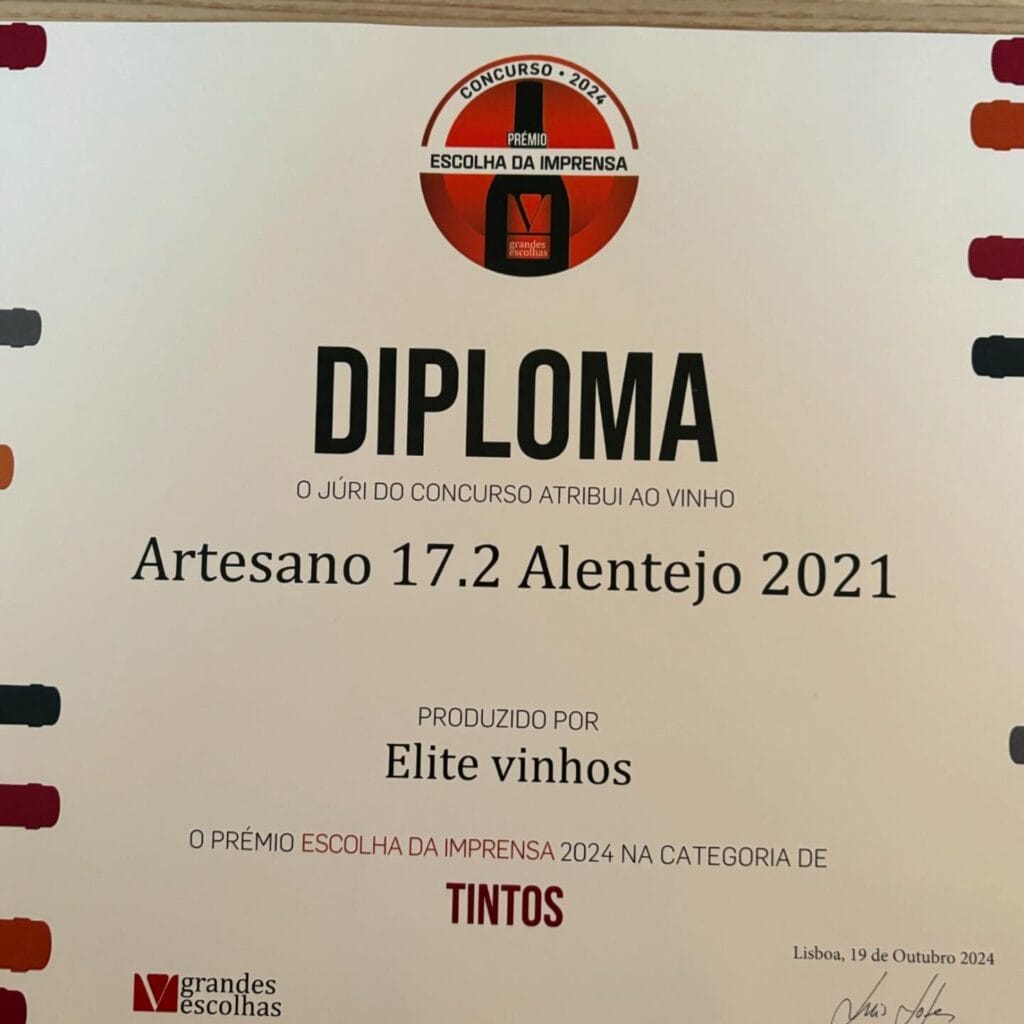 CONCURSO • 2024
PRÉMIO
ESCOLHA DA IMPRENSA
grandes
escolhas
DIPLOMA
O JÚRI DO CONCURSO ATRIBUI AO VINHO
Artesano 17.2 Alentejo 2021
PRODUZIDO POR
Elite vinhos
O PRÉMIO ESCOLHA DA IMPRENSA 2024 NA CATEGORIA DE
TINTOS
Lisboa, 19 de Outubro 2024
grandes
escolhas